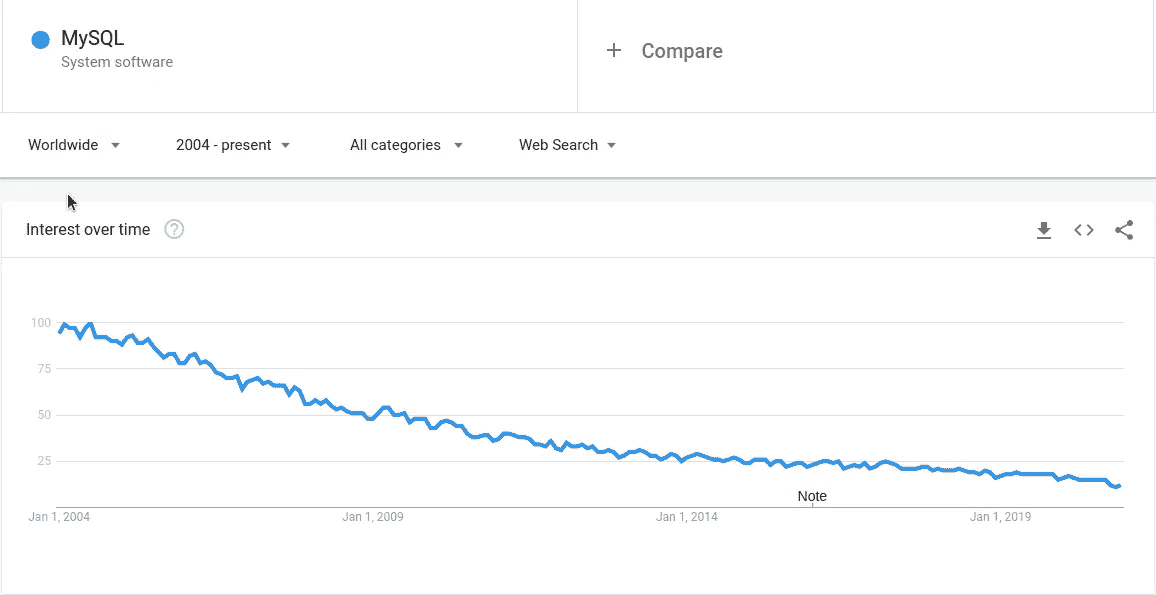 MySQL
System software
+ Compare
Worldwide
2004 - present
All categories
Web Search
Interest over time ?
100
75
50
25
Note
Jan 1, 2004
Jan 1, 2009
Jan 1, 2014
Jan 1, 2019